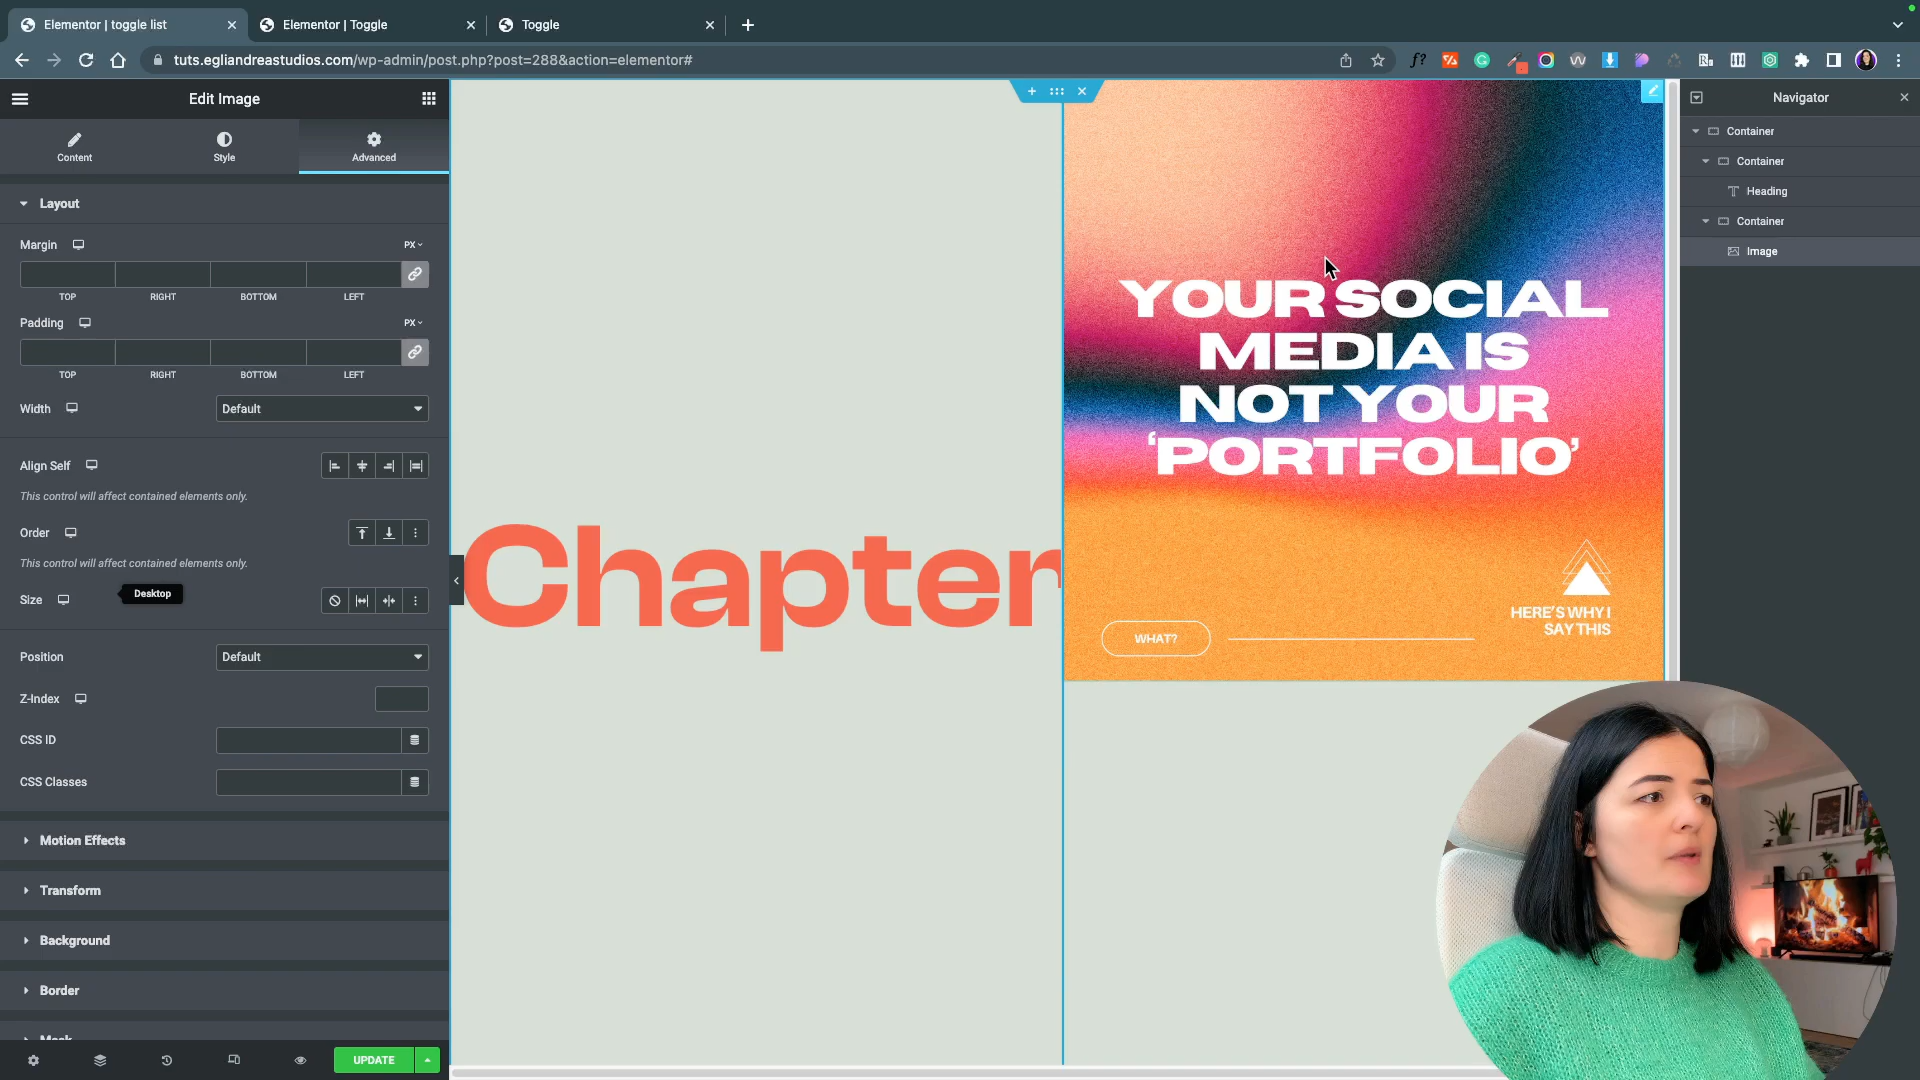 Elementor | toggle list
Elementor | Toggle
Toggle
tuts.egliandreastudios.com/wp-admin/post.php?post=288&action=elementor#
Edit Image
Content
Style
Advanced
Layout
Margin
PX
TOP
RIGHT
BOTTOM
LEFT
Padding
PX
TOP
RIGHT
BOTTOM
LEFT
Width
Default
Align Self
This control will affect contained elements only.
Order
This control will affect contained elements only.
Desktop
Size
Position
Default
Z-Index
CSS ID
CSS Classes
Motion Effects
Transform
Background
Border
Mask
UPDATE
Chapter
YOUR SOCIAL
MEDIA IS
NOT YOUR
‘PORTFOLIO’
HERE’S WHY I
SAY THIS
WHAT?
Navigator
Container
Container
Heading
Container
Image